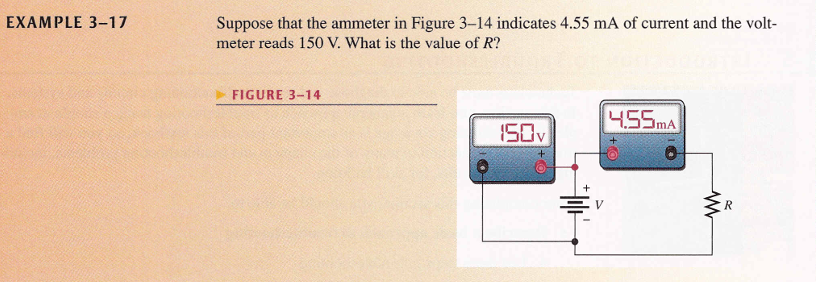 EXAMPLE 3–17
Suppose that the ammeter in Figure 3–14 indicates 4.55 mA of current and the volt-
meter reads 150 V. What is the value of R?
FIGURE 3–14
150V
4.55mA
– +
+ –
+
V
–
R